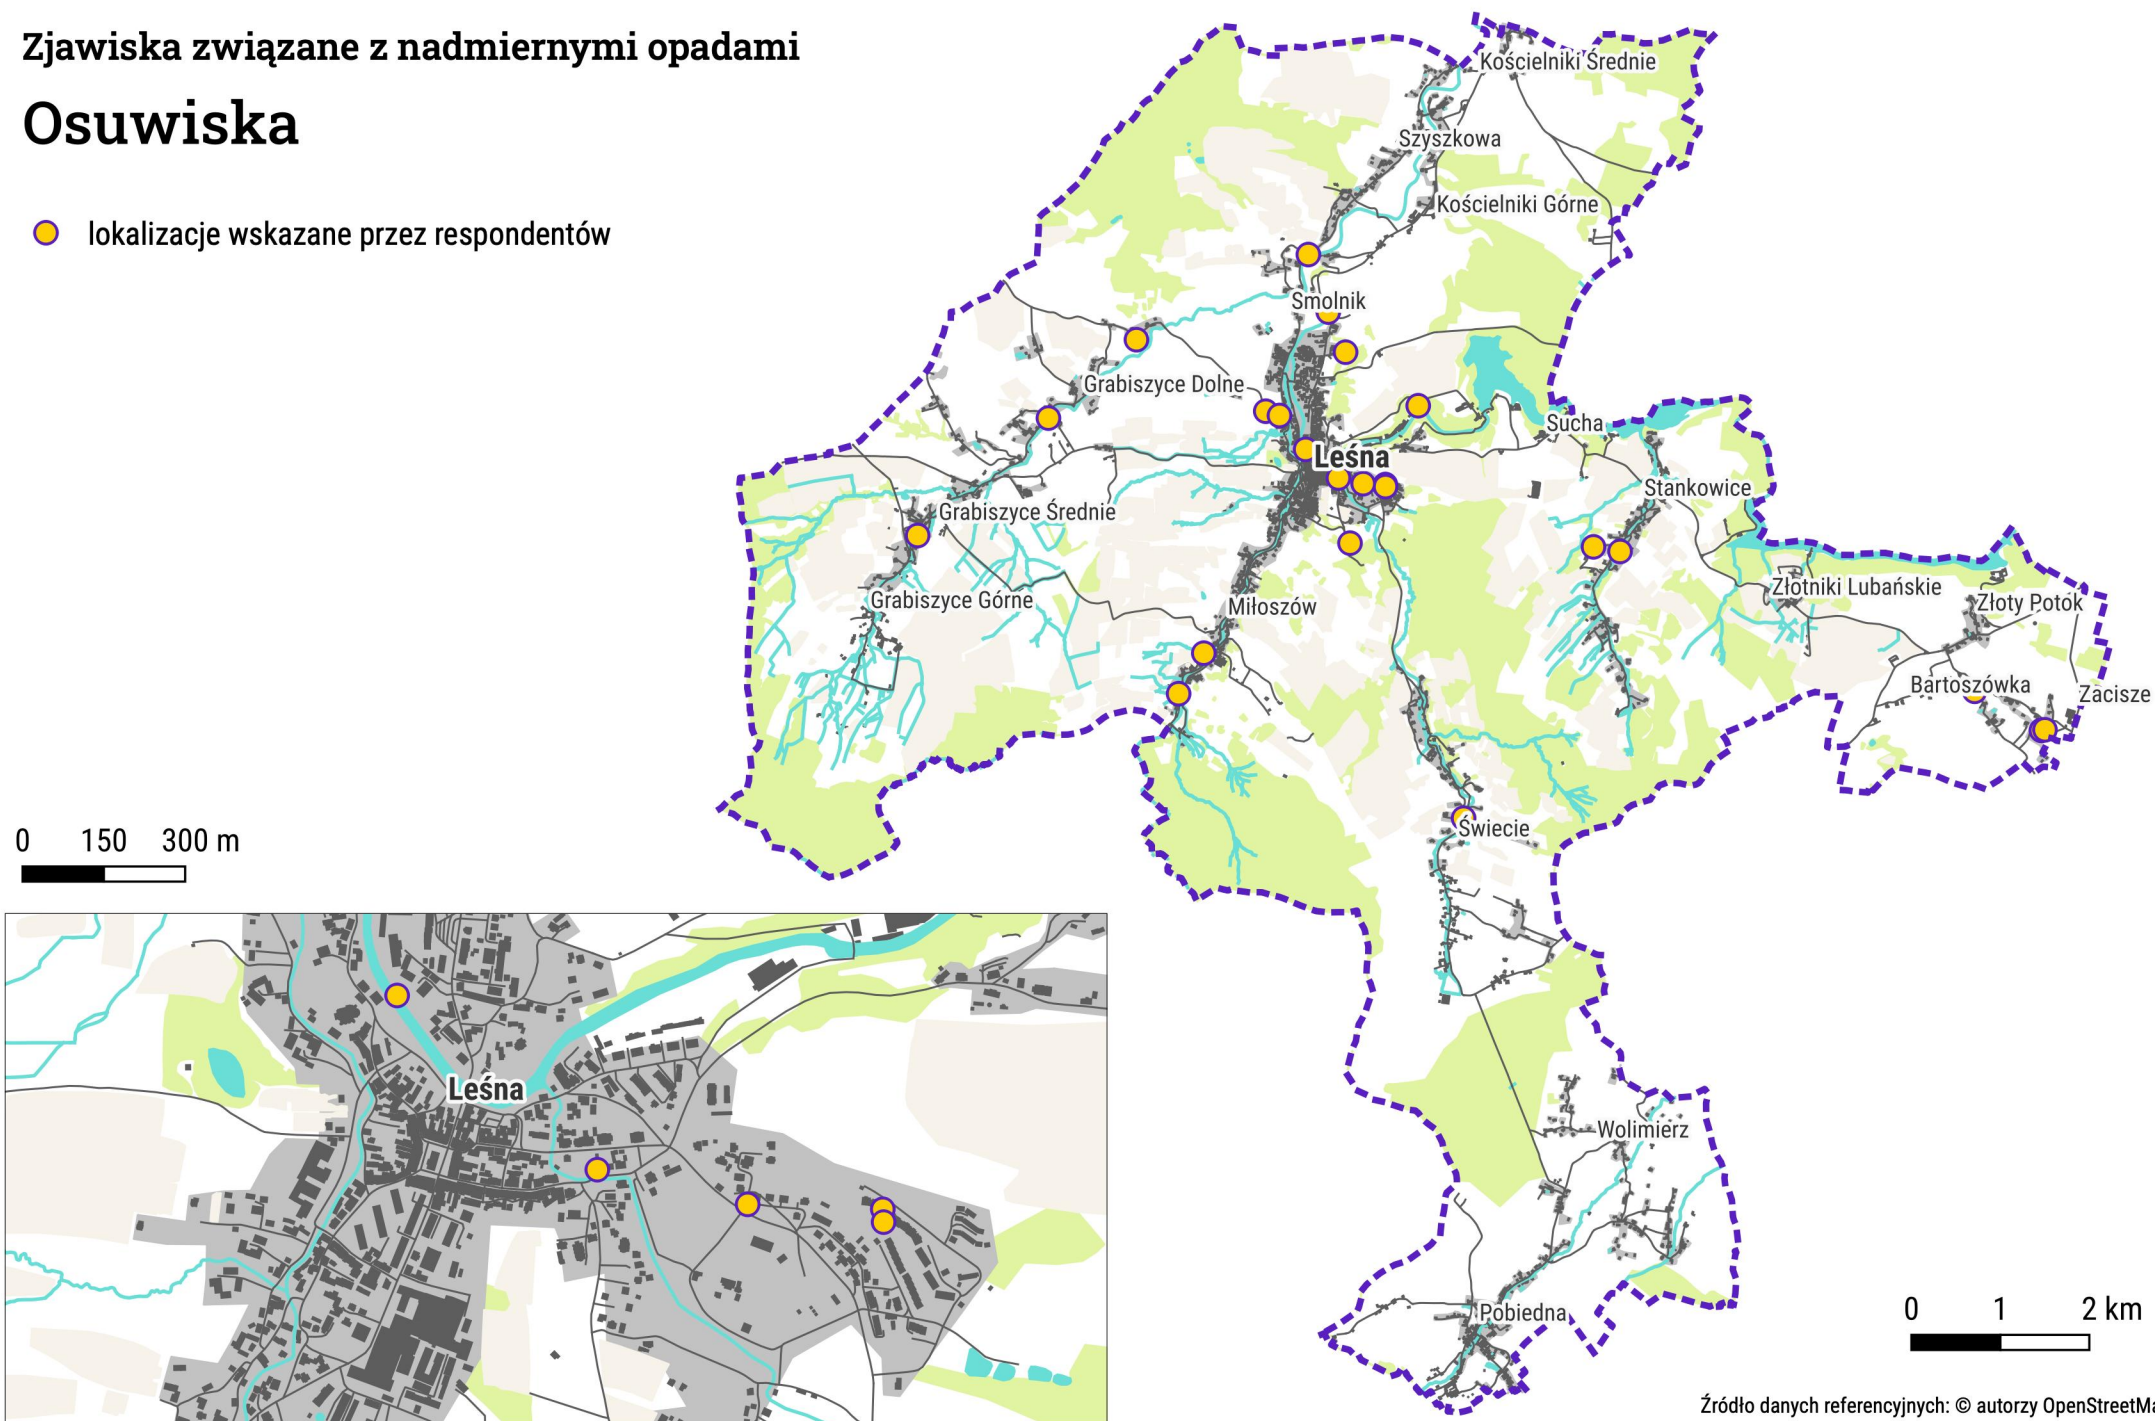 Zjawiska związane z nadmiernymi opadami
Osuwiska
lokalizacje wskazane przez respondentów
Kościelniki Średnie
Szyszkowa
Kościelniki Górne
Smolnik
Grabiszyce Dolne
Sucha
Leśna
Stankowice
Grabiszyce Średnie
Złotniki Lubańskie
Grabiszyce Górne
Złoty Potok
Miłoszów
Bartoszówka
Zacisze
Świecie
0 150 300 m
Leśna
Wolimierz
Pobiedna
0 1 2 km
Źródło danych referencyjnych: © autorzy OpenStreetMa